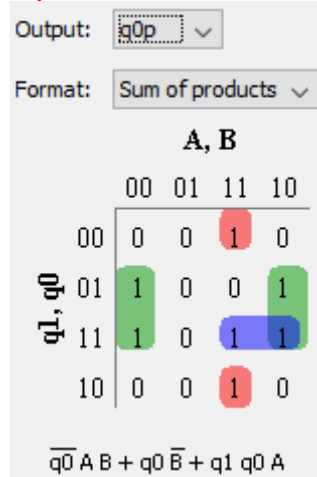 Output: q0p
Format: Sum of products
A, B
00 01 11 10
00 0 0 1 0
q1, q0
01 1 0 0 1
11 1 0 1 1
10 0 0 1 0
q̅0̅ A B + q0 B̅ + q1 q0 A